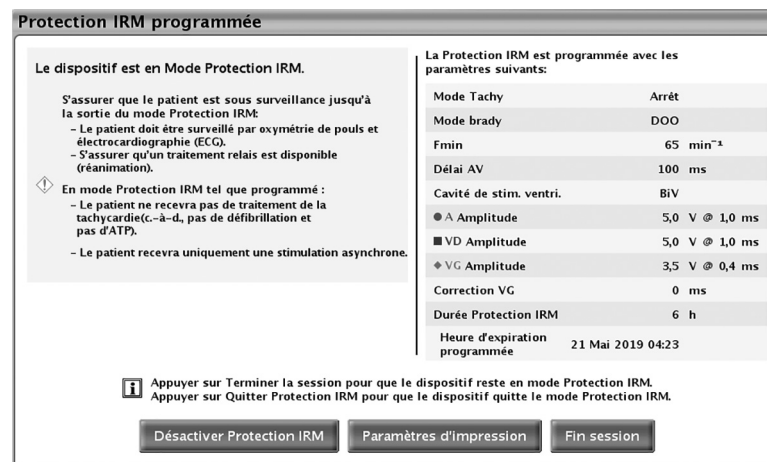 Protection IRM programmée
Le dispositif est en Mode Protection IRM.
S'assurer que le patient est sous surveillance jusqu'à
la sortie du mode Protection IRM:
– Le patient doit être surveillé par oxymétrie de pouls et
électrocardiographie (ECG).
– S'assurer qu'un traitement relais est disponible
(réanimation).
En mode Protection IRM tel que programmé :
– Le patient ne recevra pas de traitement de la
tachycardie(c.-à-d., pas de défibrillation et
pas d'ATP).
– Le patient recevra uniquement une stimulation asynchrone.
La Protection IRM est programmée avec les
paramètres suivants:
Mode Tachy Arrêt
Mode brady DOO
Fmin 65 min⁻¹
Délai AV 100 ms
Cavité de stim. ventri. BiV
A Amplitude 5,0 V @ 1,0 ms
VD Amplitude 5,0 V @ 1,0 ms
VG Amplitude 3,5 V @ 0,4 ms
Correction VG 0 ms
Durée Protection IRM 6 h
Heure d'expiration
programmée 21 Mai 2019 04:23
Appuyer sur Terminer la session pour que le dispositif reste en mode Protection IRM.
Appuyer sur Quitter Protection IRM pour que le dispositif quitte le mode Protection IRM.
Désactiver Protection IRM Paramètres d'impression Fin session